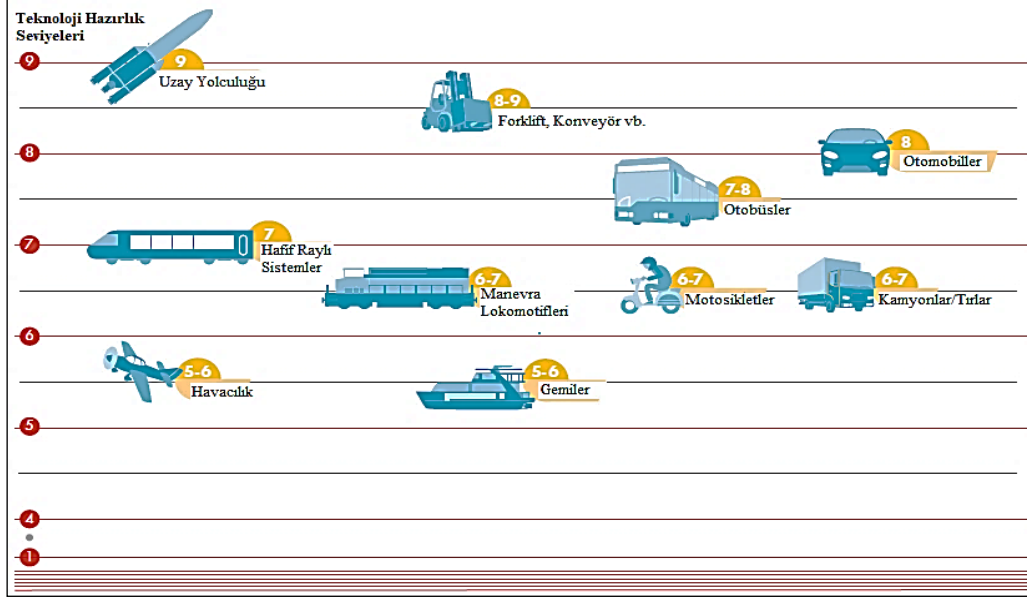 Teknoloji Hazırlık
Seviyeleri
9
9
Uzay Yolculuğu
8-9
Forklift, Konveyör vb.
8
8
Otomobiller
7-8
Otobüsler
7
7
Hafif Raylı
Sistemler
6-7
Manevra
Lokomotifleri
6-7
Motosikletler
6-7
Kamyonlar/Tırlar
6
5-6
Havacılık
5-6
Gemiler
5
4
1